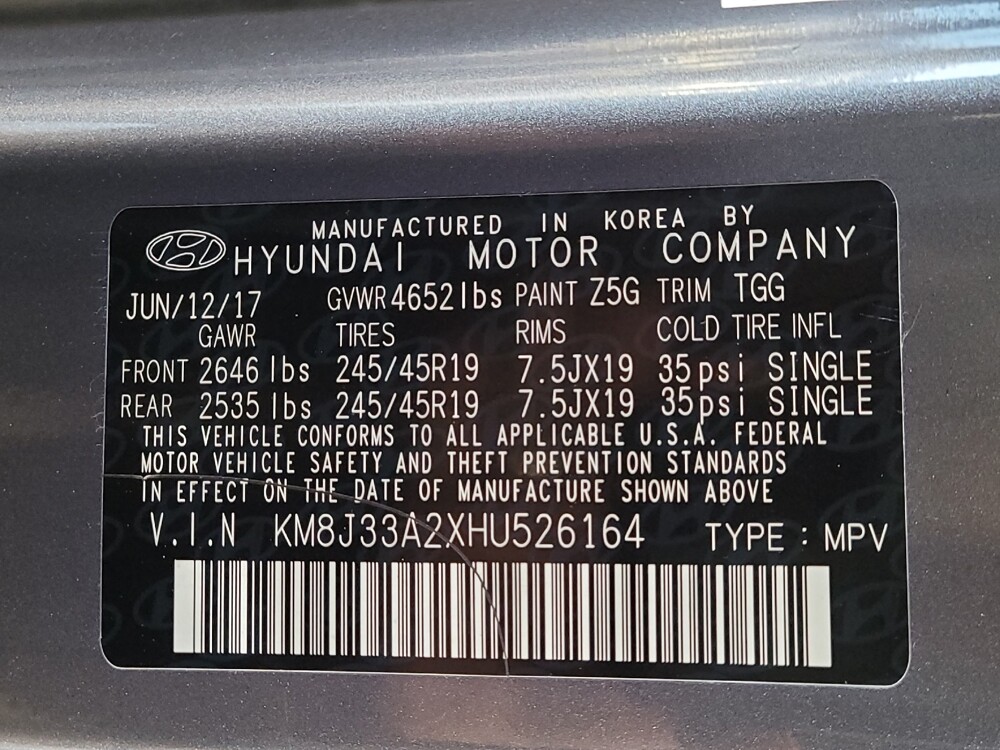 MANUFACTURED IN KOREA BY
HYUNDAI MOTOR COMPANY
JUN/12/17 GVWR 4652lbs PAINT Z5G TRIM TGG
GAWR TIRES RIMS COLD TIRE INFL
FRONT 2646 lbs 245/45R19 7.5JX19 35psi SINGLE
REAR 2535 lbs 245/45R19 7.5JX19 35psi SINGLE
THIS VEHICLE CONFORMS TO ALL APPLICABLE U.S.A. FEDERAL
MOTOR VEHICLE SAFETY AND THEFT PREVENTION STANDARDS
IN EFFECT ON THE DATE OF MANUFACTURE SHOWN ABOVE
V.I.N KM8J33A2XHU526164 TYPE : MPV